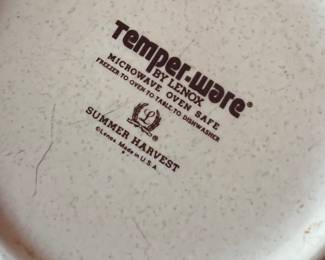 Temper-ware®
BY LENOX
MICROWAVE OVEN SAFE
FREEZER TO OVEN TO TABLE, TO DISHWASHER
L
®
SUMMER HARVEST
©Lenox Made in U.S.A.